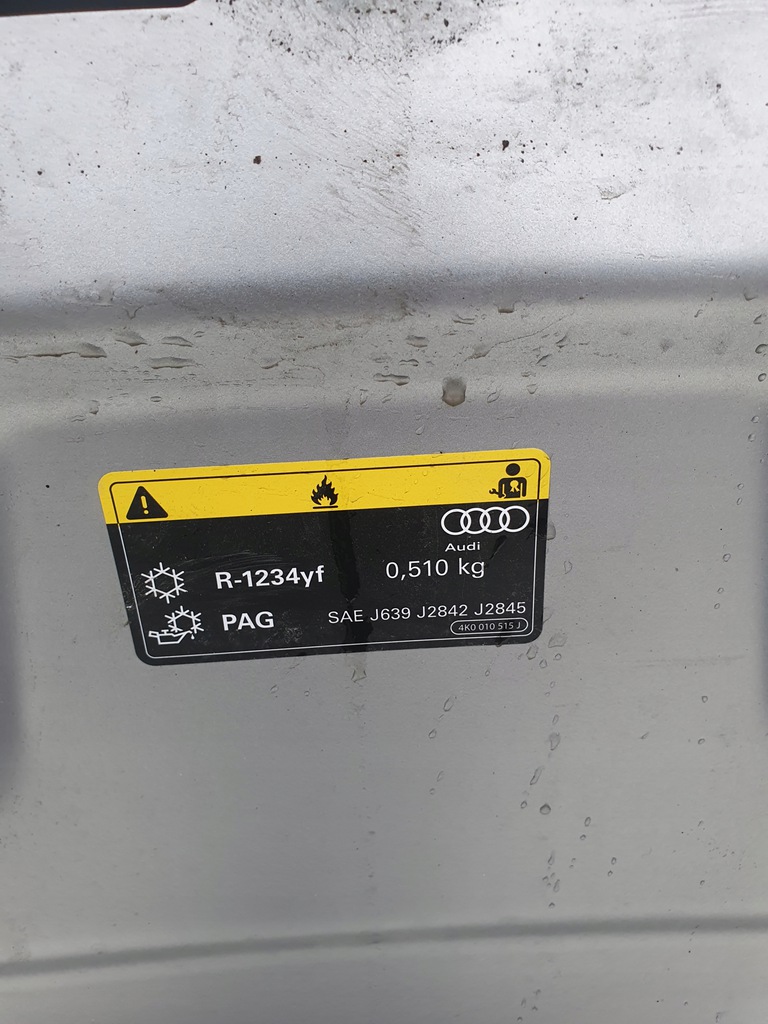 Audi
R-1234yf 0,510 kg
PAG SAE J639 J2842 J2845
4K0 010 515 J